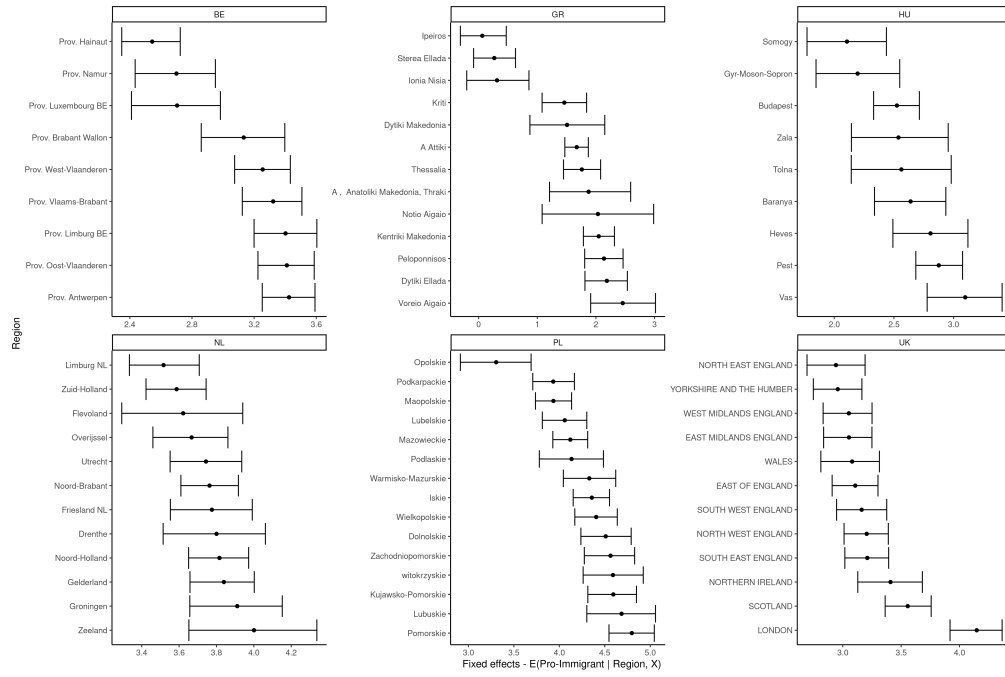 BE
GR
HU
Prov. Hainaut
Prov. Namur
Prov. Luxembourg BE
Prov. Brabant Wallon
Prov. West-Vlaanderen
Prov. Vlaams-Brabant
Prov. Limburg BE
Prov. Oost-Vlaanderen
Prov. Antwerpen
2.4 2.8 3.2 3.6
Ipeiros
Sterea Ellada
Ionia Nisia
Kriti
Dytiki Makedonia
A Attiki
Thessalia
A , Anatoliki Makedonia, Thraki
Notio Aigaio
Kentriki Makedonia
Peloponnisos
Dytiki Ellada
Voreio Aigaio
0 1 2 3
Somogy
Gyr-Moson-Sopron
Budapest
Zala
Tolna
Baranya
Heves
Pest
Vas
2.0 2.5 3.0
Region
NL
PL
UK
Limburg NL
Zuid-Holland
Flevoland
Overijssel
Utrecht
Noord-Brabant
Friesland NL
Drenthe
Noord-Holland
Gelderland
Groningen
Zeeland
3.4 3.6 3.8 4.0 4.2
Opolskie
Podkarpackie
Maopolskie
Lubelskie
Mazowieckie
Podlaskie
Warmisko-Mazurskie
lskie
Wielkopolskie
Dolnolskie
Zachodniopomorskie
witokrzyskie
Kujawsko-Pomorskie
Lubuskie
Pomorskie
3.0 3.5 4.0 4.5 5.0
NORTH EAST ENGLAND
YORKSHIRE AND THE HUMBER
WEST MIDLANDS ENGLAND
EAST MIDLANDS ENGLAND
WALES
EAST OF ENGLAND
SOUTH WEST ENGLAND
NORTH WEST ENGLAND
SOUTH EAST ENGLAND
NORTHERN IRELAND
SCOTLAND
LONDON
3.0 3.5 4.0
Fixed effects - E(Pro-Immigrant | Region, X)